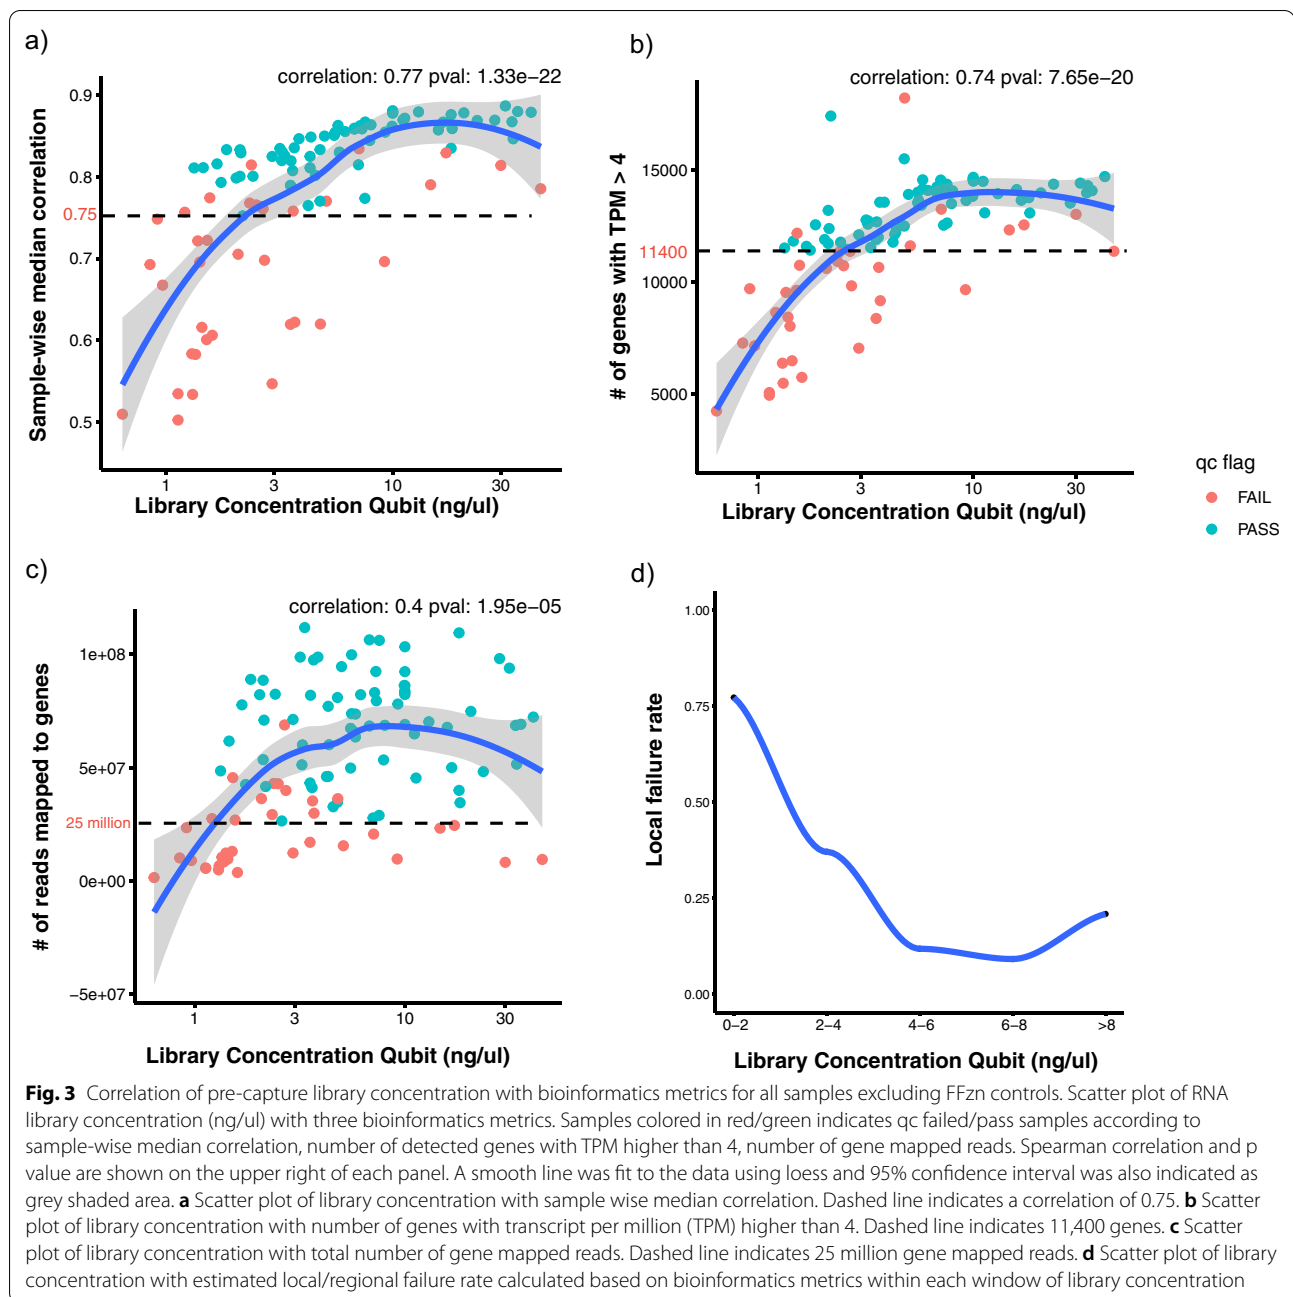 a)
correlation: 0.77 pval: 1.33e−22
0.9
0.8
0.75
0.7
0.6
0.5
Sample-wise median correlation
1 3 10 30
Library Concentration Qubit (ng/ul)
b)
correlation: 0.74 pval: 7.65e−20
15000
11400
10000
5000
# of genes with TPM > 4
1 3 10 30
Library Concentration Qubit (ng/ul)
qc flag
FAIL
PASS
c)
correlation: 0.4 pval: 1.95e−05
1e+08
5e+07
25 million
0e+00
−5e+07
# of reads mapped to genes
1 3 10 30
Library Concentration Qubit (ng/ul)
d)
1.00
0.75
0.50
0.25
0.00
Local failure rate
0−2 2−4 4−6 6−8 >8
Library Concentration Qubit (ng/ul)
Fig. 3 Correlation of pre-capture library concentration with bioinformatics metrics for all samples excluding FFzn controls. Scatter plot of RNA
library concentration (ng/ul) with three bioinformatics metrics. Samples colored in red/green indicates qc failed/pass samples according to
sample-wise median correlation, number of detected genes with TPM higher than 4, number of gene mapped reads. Spearman correlation and p
value are shown on the upper right of each panel. A smooth line was fit to the data using loess and 95% confidence interval was also indicated as
grey shaded area. a Scatter plot of library concentration with sample wise median correlation. Dashed line indicates a correlation of 0.75. b Scatter
plot of library concentration with number of genes with transcript per million (TPM) higher than 4. Dashed line indicates 11,400 genes. c Scatter
plot of library concentration with total number of gene mapped reads. Dashed line indicates 25 million gene mapped reads. d Scatter plot of library
concentration with estimated local/regional failure rate calculated based on bioinformatics metrics within each window of library concentration